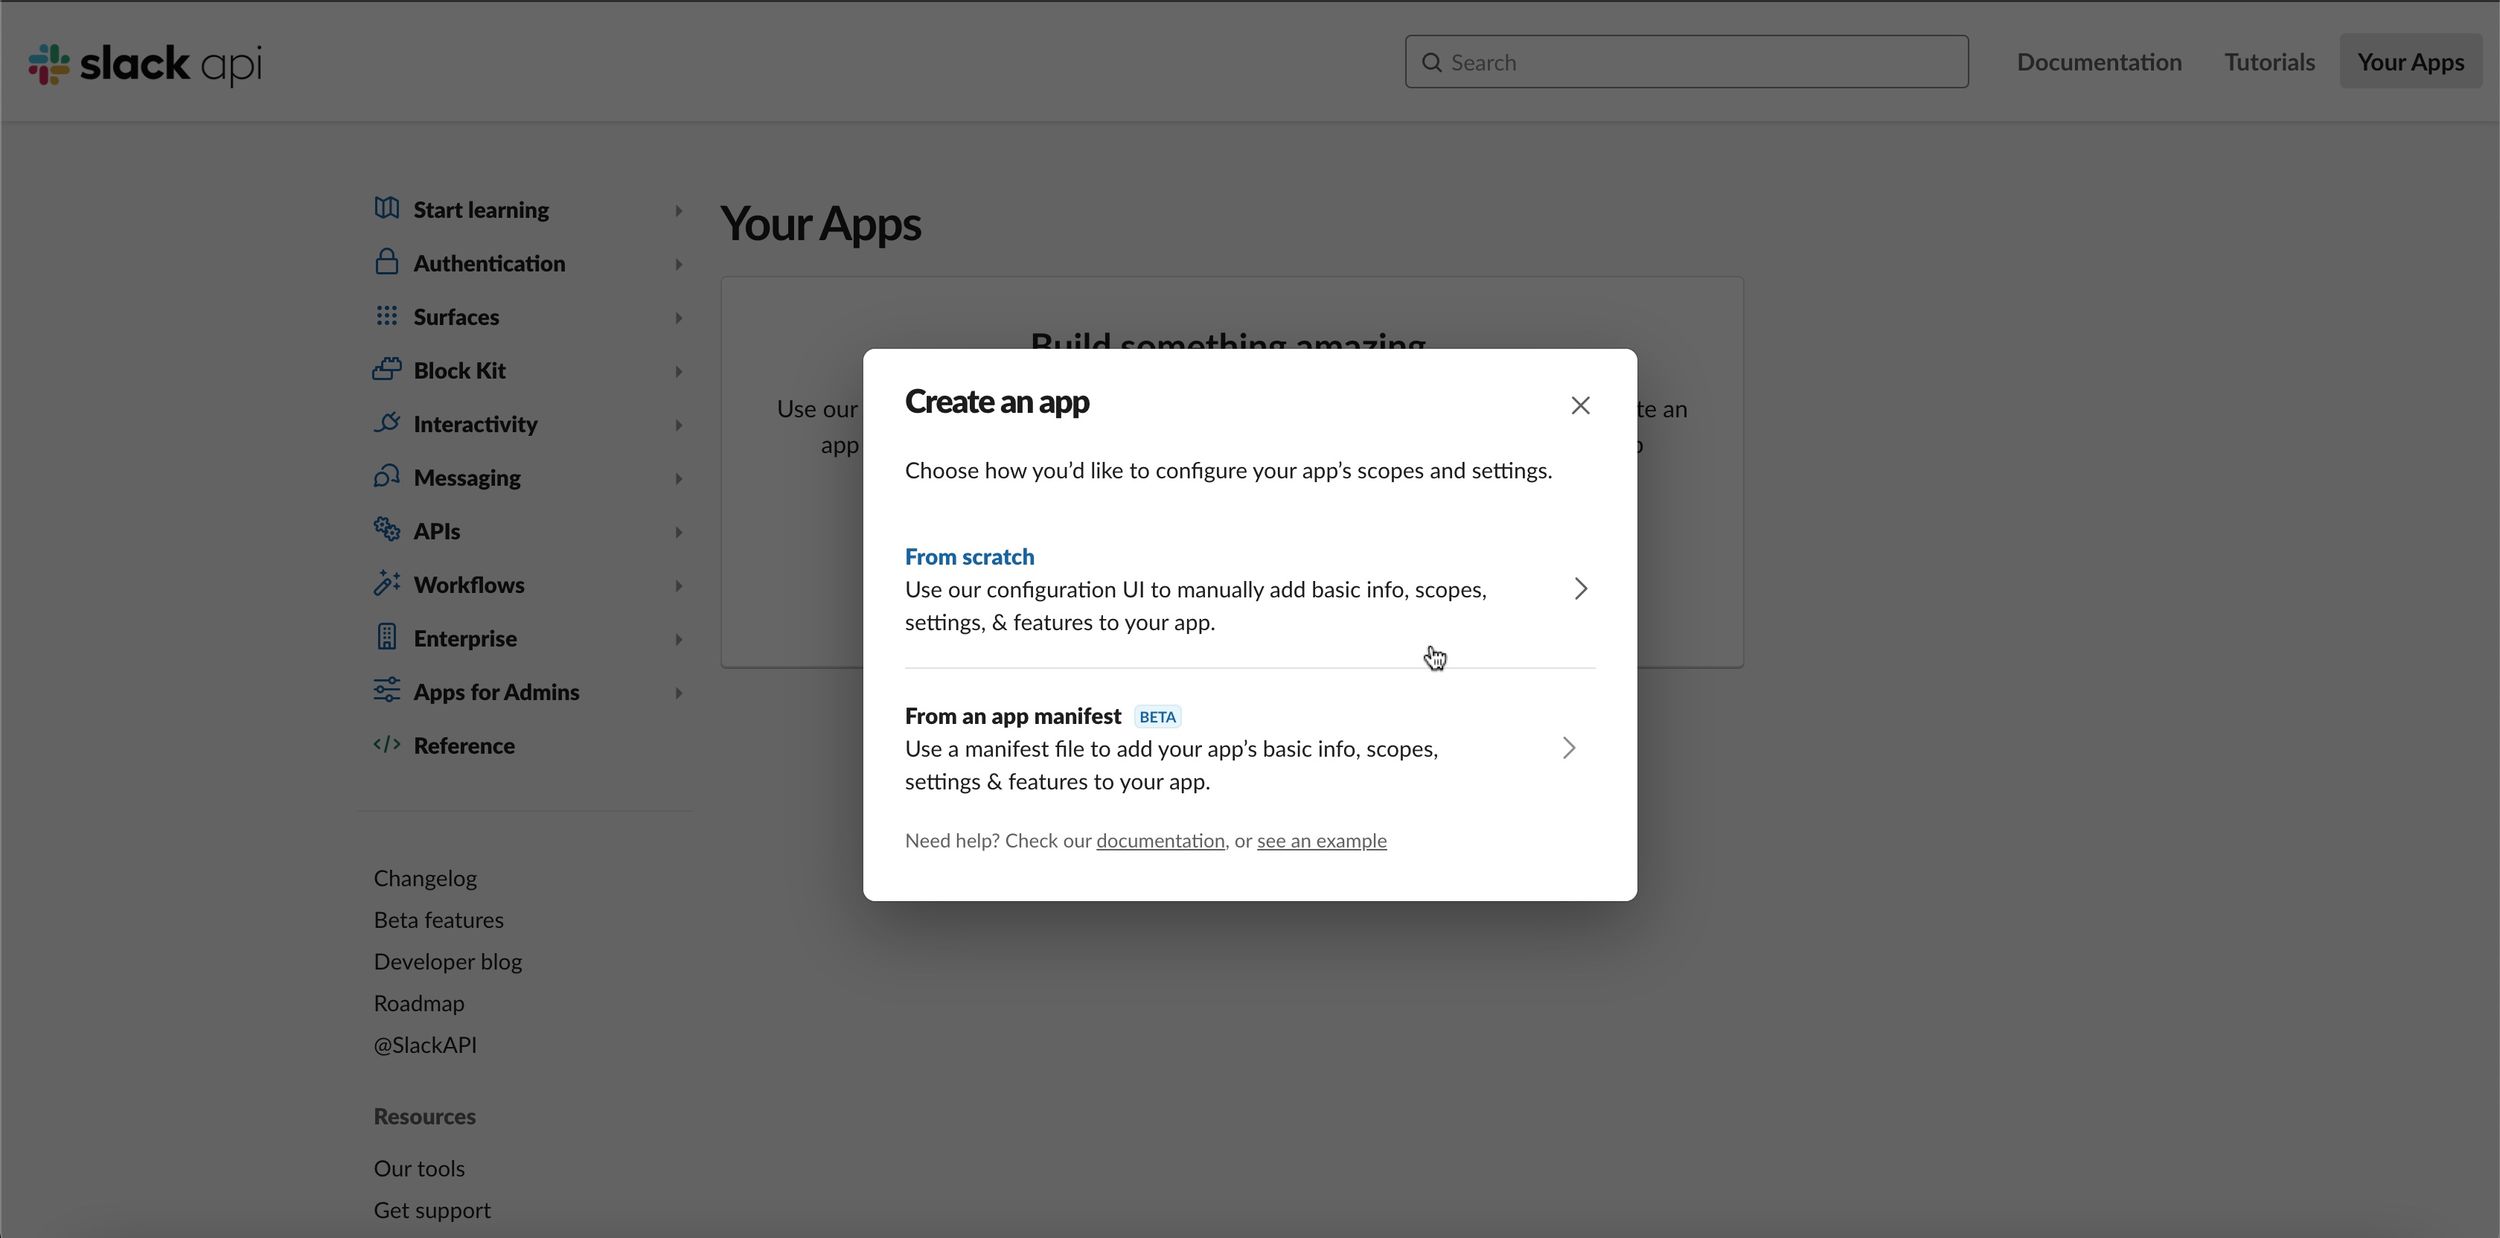 slack api
Search
Documentation
Tutorials
Your Apps
Start learning
Authentication
Surfaces
Block Kit
Interactivity
Messaging
APIs
Workflows
Enterprise
Apps for Admins
Reference
Changelog
Beta features
Developer blog
Roadmap
@SlackAPI
Resources
Our tools
Get support
Your Apps
Build something amazing
Use our
te an
app
Create an app
Choose how you’d like to configure your app’s scopes and settings.
From scratch
Use our configuration UI to manually add basic info, scopes,
settings, & features to your app.
From an app manifest BETA
Use a manifest file to add your app’s basic info, scopes,
settings & features to your app.
Need help? Check our documentation, or see an example